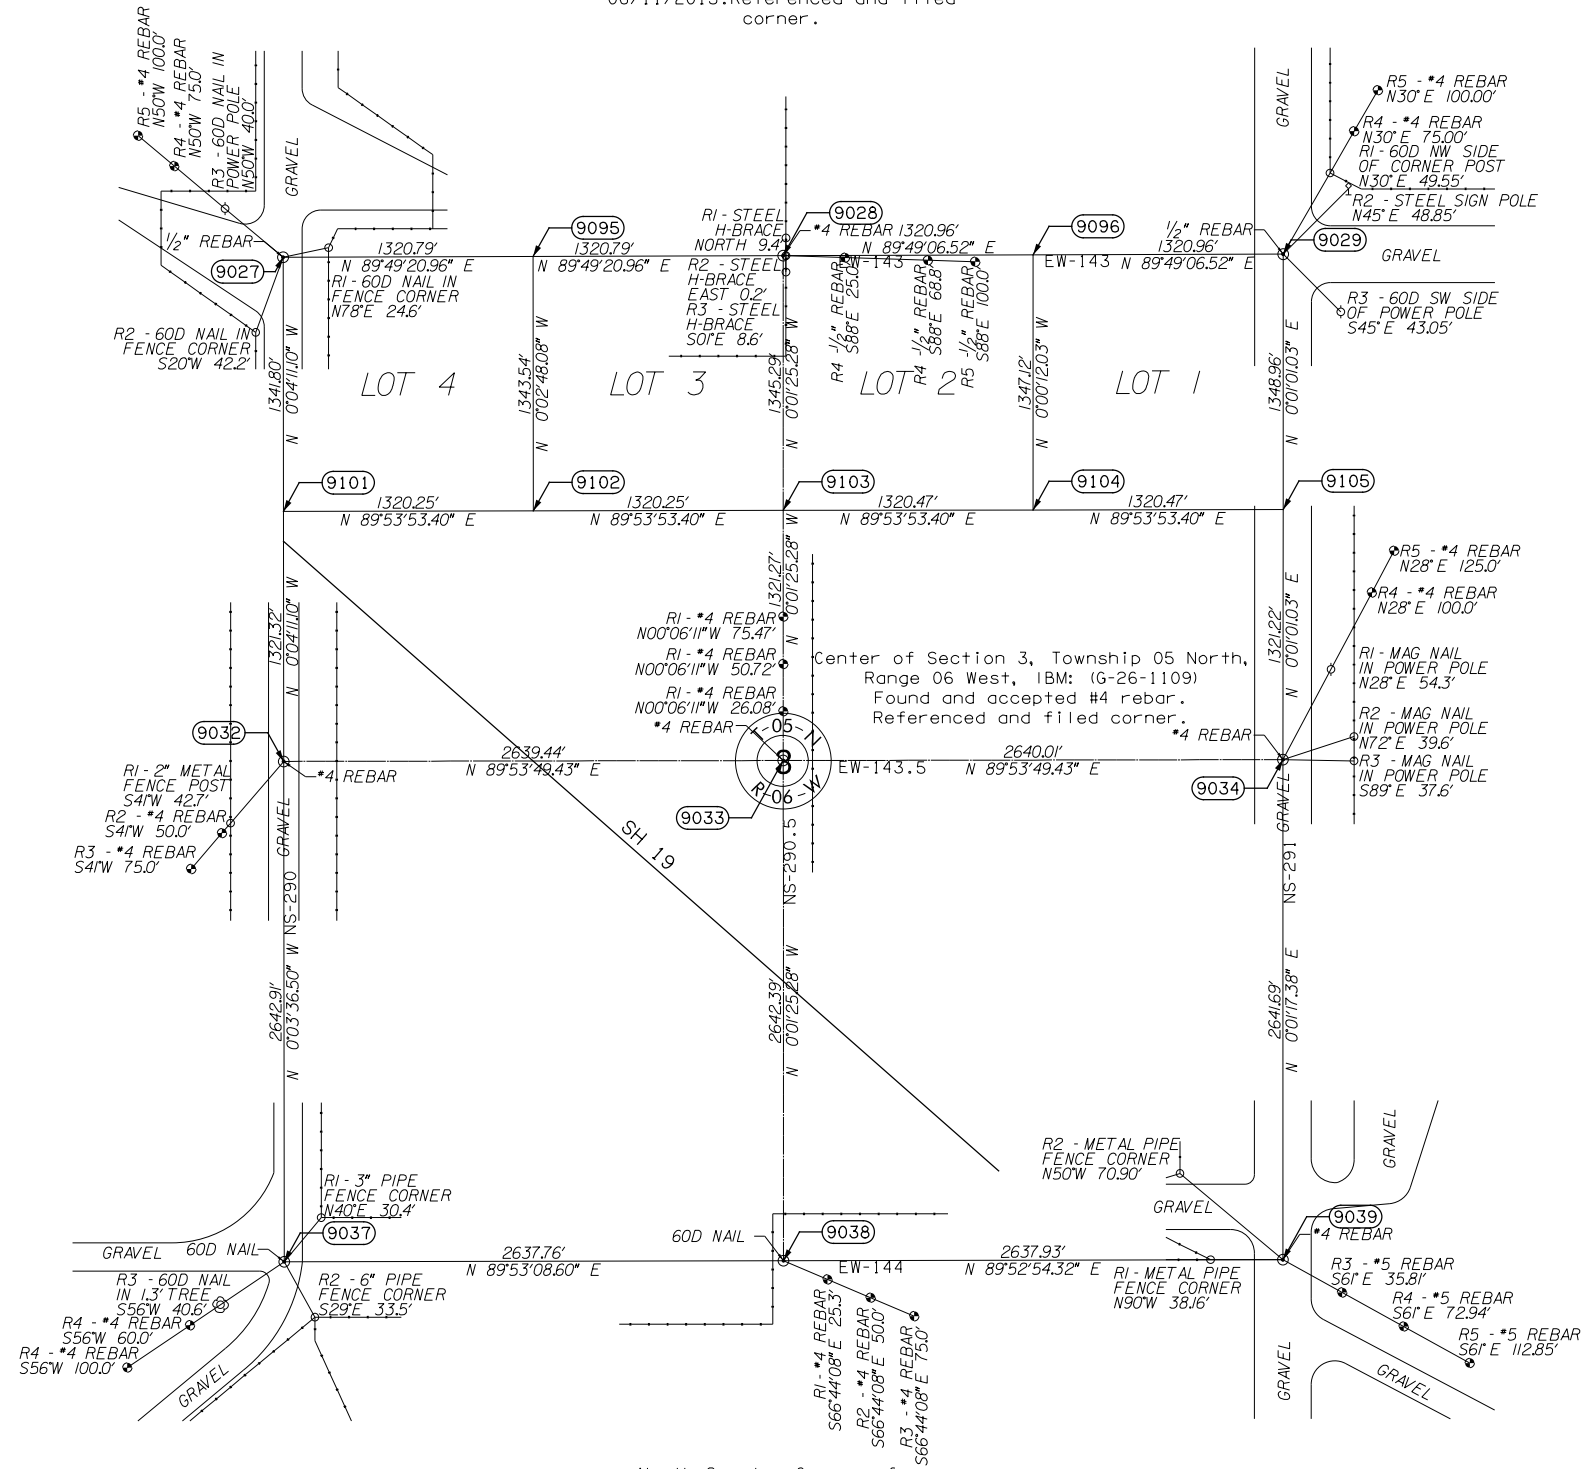 corner.
R5 - #4 REBAR
N50°W 100.0'
R4 - #4 REBAR
N50°W 75.0'
R3 - 60D NAIL IN
POWER POLE
N50°W 40.0'
GRAVEL
GRAVEL
R5 - #4 REBAR
N30°E 100.00'
R4 - #4 REBAR
N30°E 75.00'
R1 - 60D NW SIDE
OF CORNER POST
N30°E 49.55'
R2 - STEEL SIGN POLE
N45°E 48.85'
1/2" REBAR
9027
1320.79'
N 89°49'20.96" E
9095
1320.79'
N 89°49'20.96" E
R1 - STEEL
H-BRACE
NORTH 9.4'
9028
#4 REBAR
1320.96'
N 89°49'06.52" E
EW-143
9096
1320.96'
EW-143
N 89°49'06.52" E
1/2" REBAR
9029
GRAVEL
R1 - 60D NAIL IN
FENCE CORNER
N78°E 24.6'
R2 - STEEL
H-BRACE
EAST 0.2'
R3 - STEEL
H-BRACE
S01°E 8.6'
R4 - 1/2" REBAR
S88°E 25.0'
R4 - 1/2" REBAR
S88°E 68.8'
R5 - 1/2" REBAR
S88°E 100.0'
R3 - 60D SW SIDE
OF POWER POLE
S45°E 43.05'
R2 - 60D NAIL IN
FENCE CORNER
S20°W 42.2'
1341.80'
N 0°04'11.10" W
LOT 4
1343.54'
N 0°02'48.08" W
LOT 3
1345.29'
N 0°01'25.28" W
LOT 2
1347.12'
N 0°00'12.03" W
LOT 1
1348.96'
N 0°01'01.03" E
9101
1320.25'
N 89°53'53.40" E
9102
1320.25'
N 89°53'53.40" E
9103
1320.47'
N 89°53'53.40" E
9104
1320.47'
N 89°53'53.40" E
9105
1321.32'
N 0°04'11.10" W
1321.27'
N 0°01'25.28" W
1321.22'
N 0°01'01.03" E
R5 - #4 REBAR
N28°E 125.0'
R4 - #4 REBAR
N28°E 100.0'
R1 - #4 REBAR
N00°06'11"W 75.47'
R1 - #4 REBAR
N00°06'11"W 50.72'
R1 - #4 REBAR
N00°06'11"W 26.08'
#4 REBAR
Center of Section 3, Township 05 North,
Range 06 West, IBM: (G-26-1109)
Found and accepted #4 rebar.
Referenced and filed corner.
R1 - MAG NAIL
IN POWER POLE
N28°E 54.3'
R2 - MAG NAIL
IN POWER POLE
N72°E 39.6'
R3 - MAG NAIL
IN POWER POLE
S89°E 37.6'
#4 REBAR
9032
#4 REBAR
2639.44'
N 89°53'49.43" E
T-05-N
R-06-W
EW-143.5
2640.01'
N 89°53'49.43" E
9034
9033
R1 - 2" METAL
FENCE POST
S41°W 42.7'
R2 - #4 REBAR
S41°W 50.0'
R3 - #4 REBAR
S41°W 75.0'
GRAVEL
NS-290
SH 19
NS-290.5
GRAVEL
NS-291
2642.91'
N 0°03'36.50" W
2642.39'
N 0°01'25.28" W
2641.69'
N 0°01'17.38" E
R2 - METAL PIPE
FENCE CORNER
N50°W 70.90'
GRAVEL
GRAVEL
R1 - 3" PIPE
FENCE CORNER
N40°E 30.4'
9037
60D NAIL
GRAVEL
2637.76'
N 89°53'08.60" E
60D NAIL
9038
EW-144
2637.93'
N 89°52'54.32" E
9039
#4 REBAR
R3 - 60D NAIL
IN 1.3' TREE
S56°W 40.6'
R4 - #4 REBAR
S56°W 60.0'
R4 - #4 REBAR
S56°W 100.0'
R2 - 6" PIPE
FENCE CORNER
S29°E 33.5'
GRAVEL
R1 - #4 REBAR
S66°44'08"E 25.3'
R2 - #4 REBAR
S66°44'08"E 50.0'
R3 - #4 REBAR
S66°44'08"E 75.0'
R1 - METAL PIPE
FENCE CORNER
N90°W 38.16'
R3 - #5 REBAR
S61°E 35.81'
R4 - #5 REBAR
S61°E 72.94'
R5 - #5 REBAR
S61°E 112.85'
GRAVEL
GRAVEL